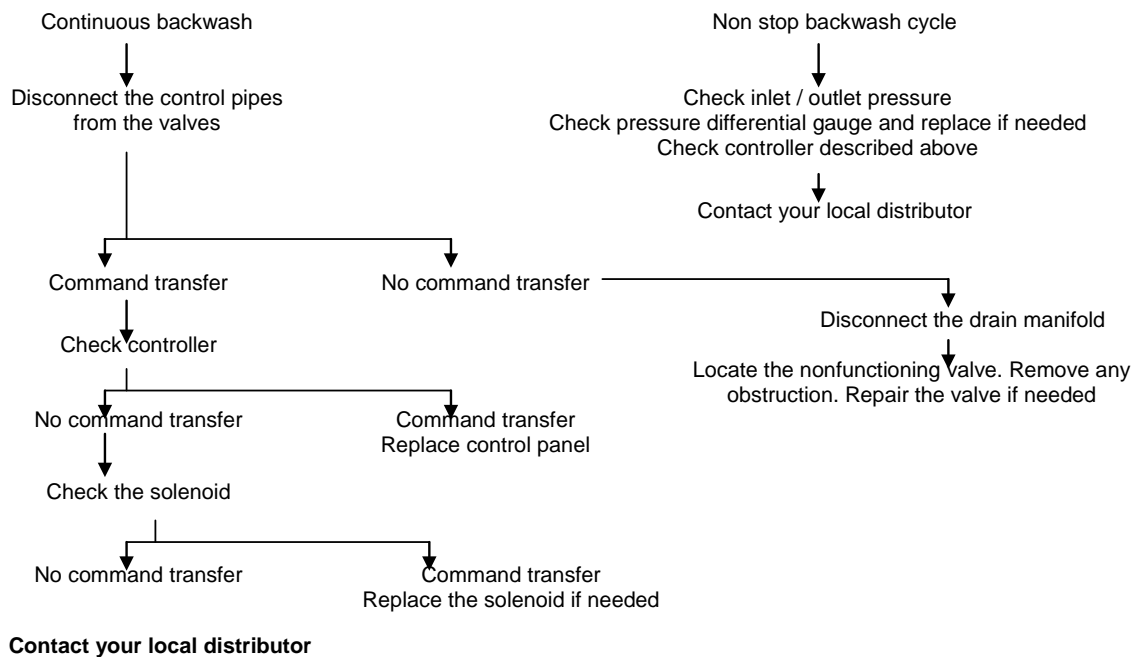 Continuous backwash
Non stop backwash cycle
Disconnect the control pipes
from the valves
Check inlet / outlet pressure
Check pressure differential gauge and replace if needed
Check controller described above
Contact your local distributor
Command transfer
No command transfer
Disconnect the drain manifold
Check controller
Locate the nonfunctioning valve. Remove any
obstruction. Repair the valve if needed
No command transfer
Command transfer
Replace control panel
Check the solenoid
No command transfer
Command transfer
Replace the solenoid if needed
Contact your local distributor